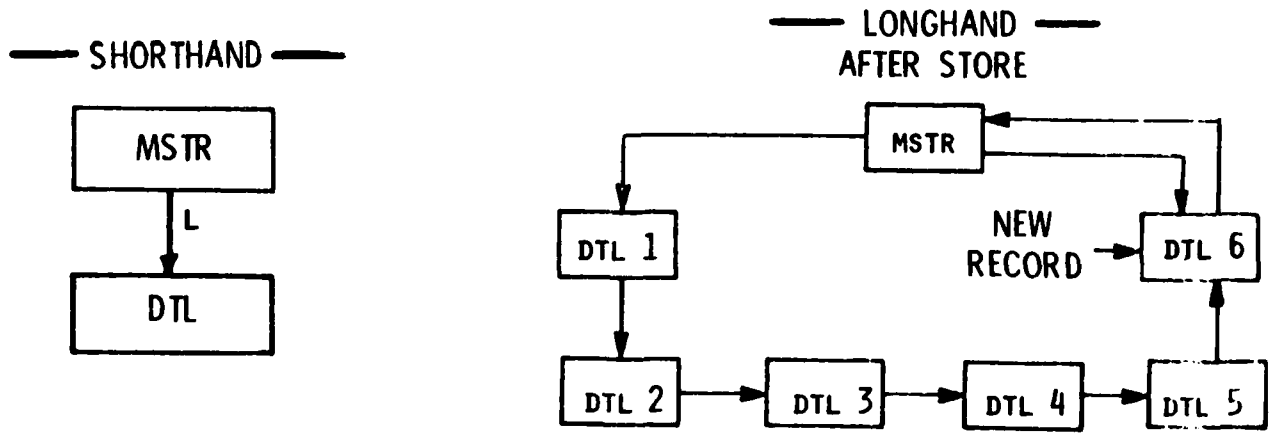 SHORTHAND
MSTR
L
DTL
LONGHAND
AFTER STORE
MSTR
DTL 1
NEW
RECORD
DTL 6
DTL 2
DTL 3
DTL 4
DTL 5